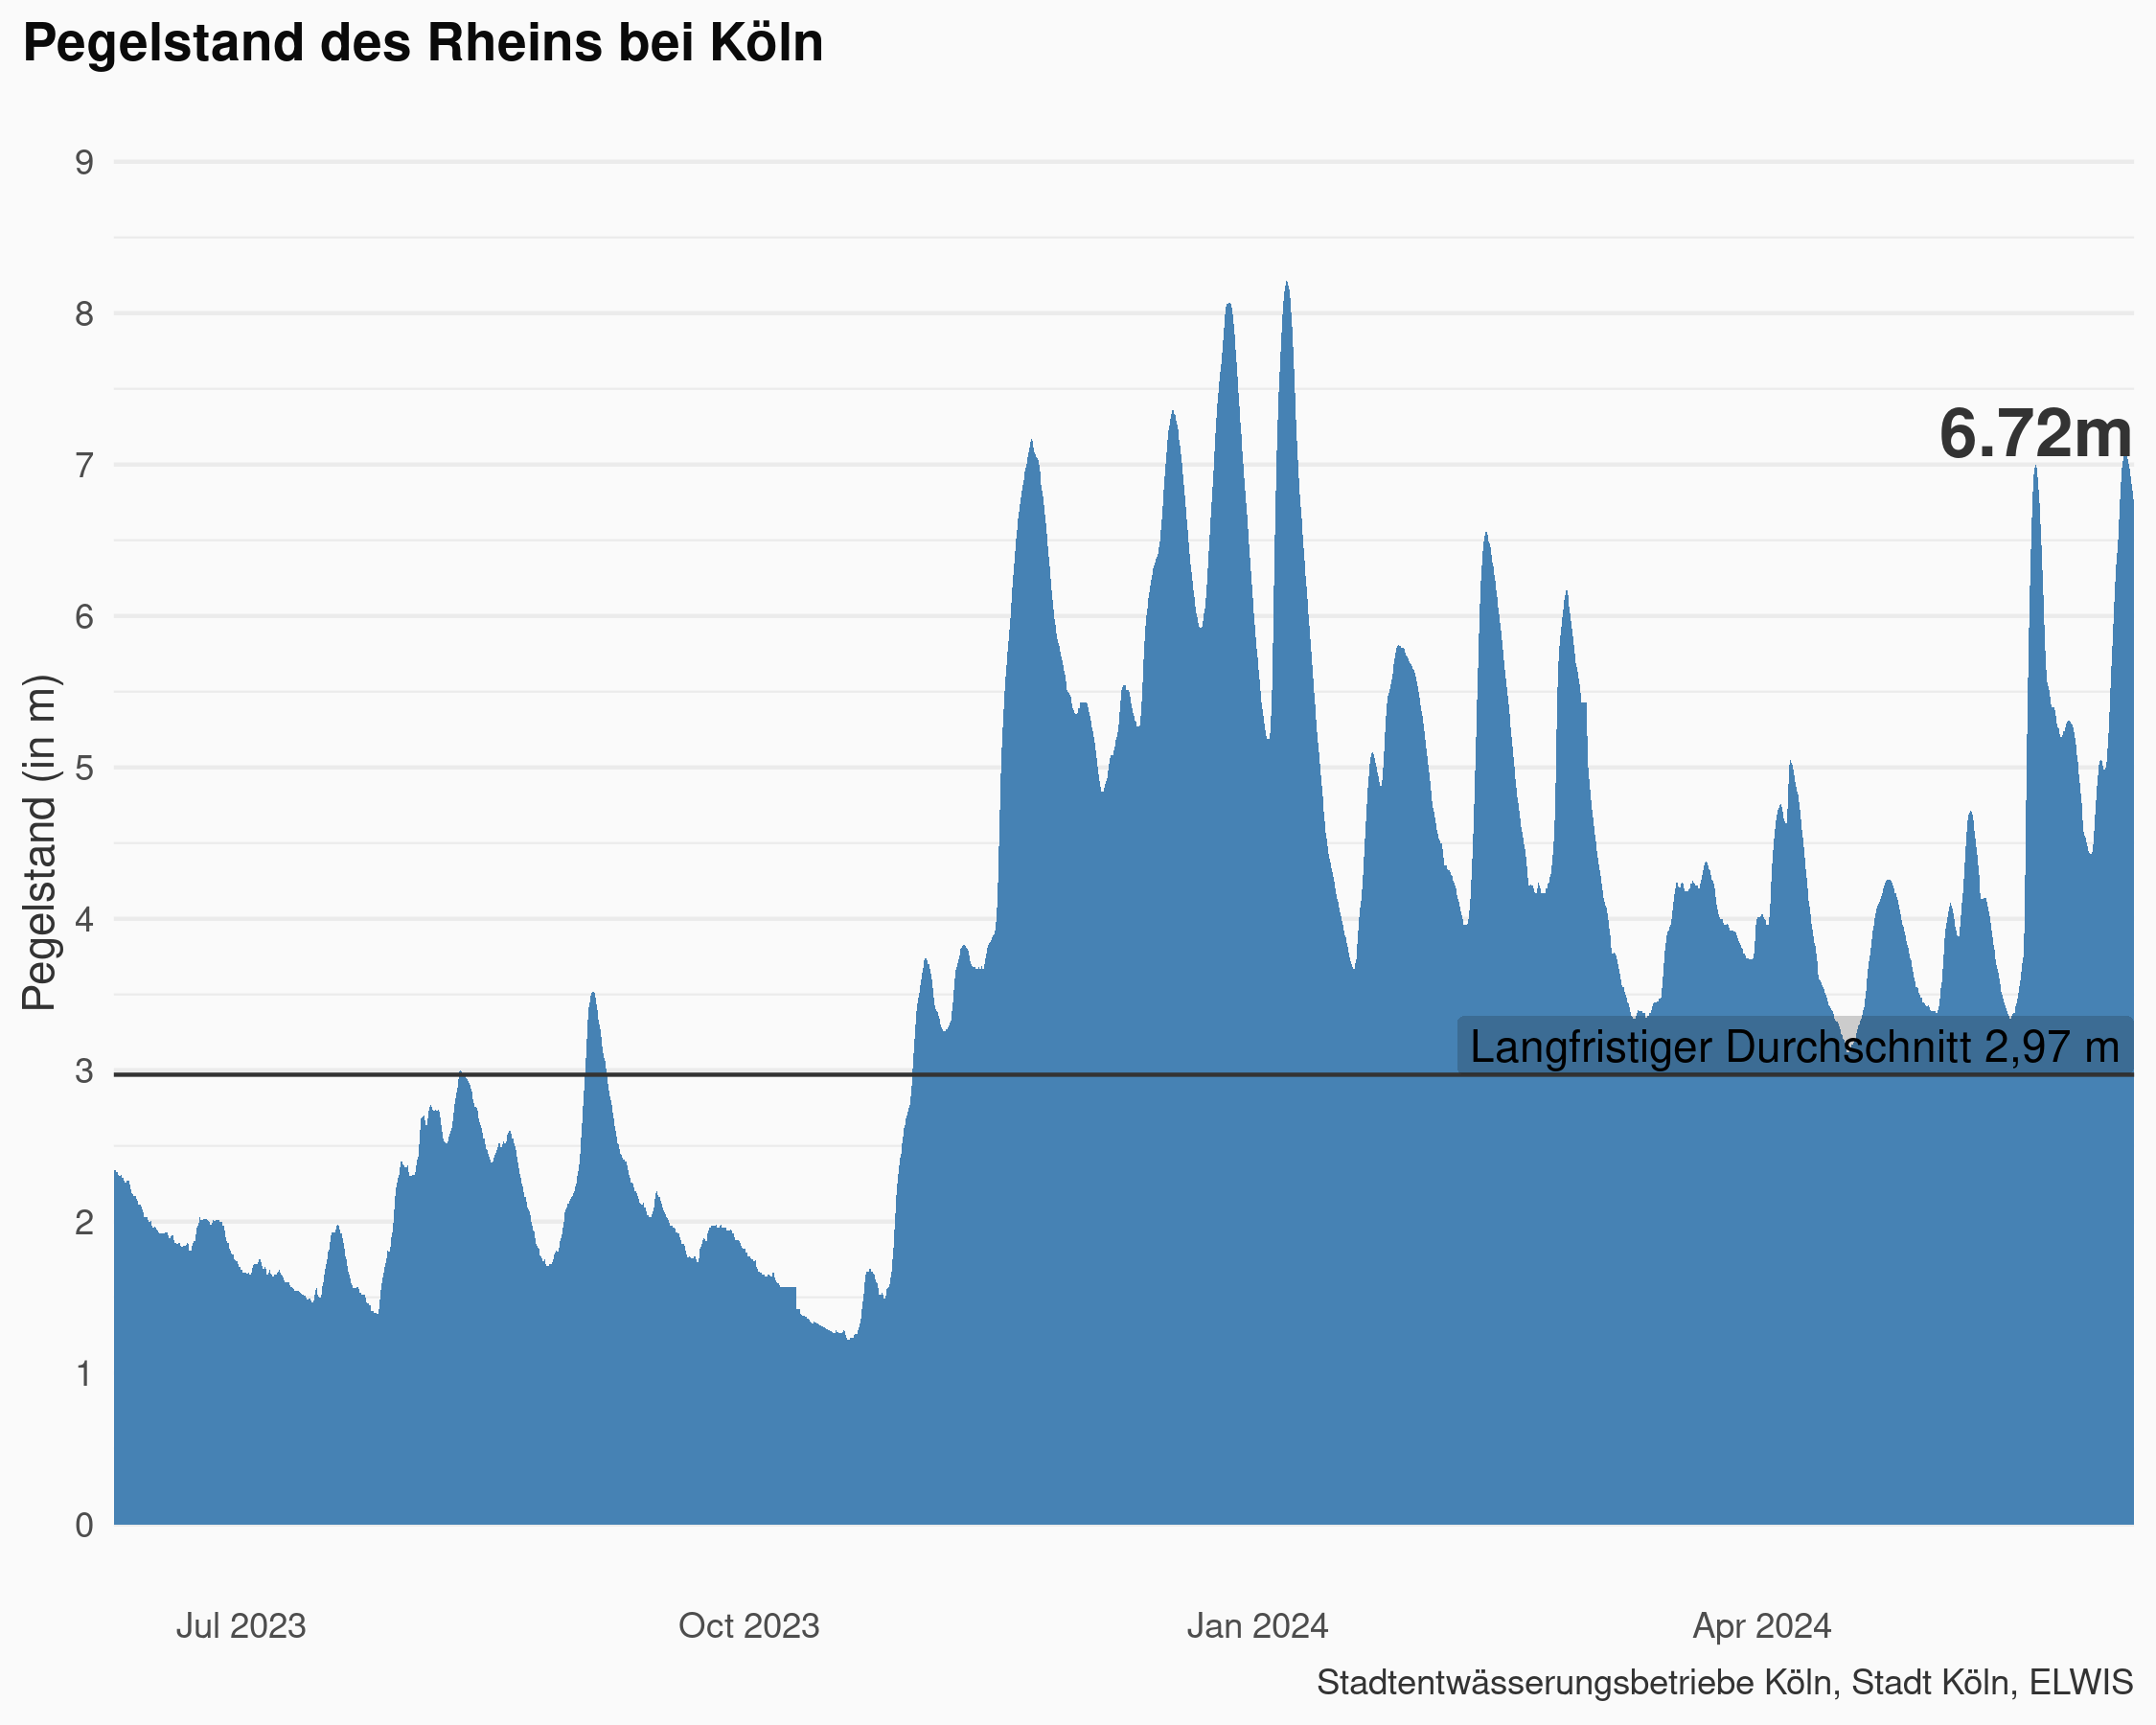 Pegelstand des Rheins bei Köln
Pegelstand (in m)
9
8
7
6
5
4
3
2
1
0
6.72m
Langfristiger Durchschnitt 2,97 m
Jul 2023 Oct 2023 Jan 2024 Apr 2024
Stadtentwässerungsbetriebe Köln, Stadt Köln, ELWIS